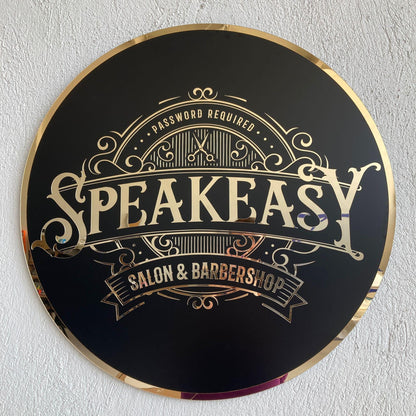 PASSWORD REQUIRED
SPEAKEASY
SALON & BARBERSHOP